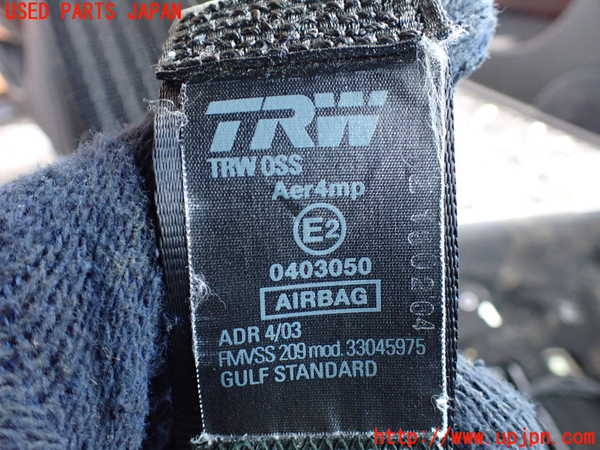 USED PARTS JAPAN
TRW
TRW OSS
Aer4mp
E2
0403050
AIRBAG
ADR 4/03
FMVSS 209 mod. 33045975
GULF STANDARD
http://www.upjpn.com